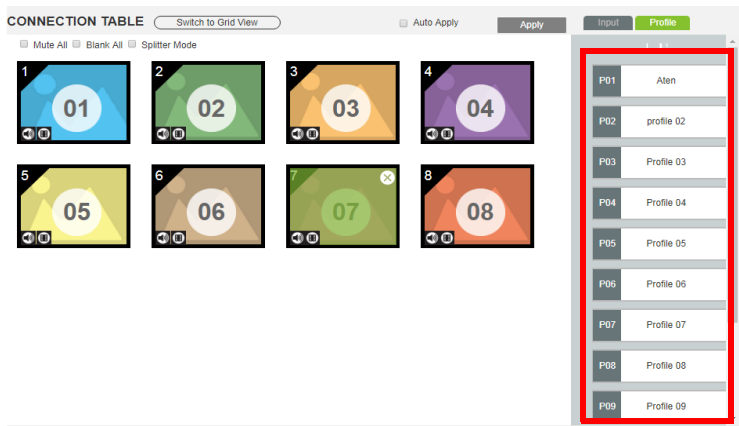 CONNECTION TABLE Switch to Grid View Auto Apply Apply Input Profile
Mute All Blank All Splitter Mode
1 2 3 4
01 02 03 04
5 6 7 8
05 06 07 08
P01 Aten
P02 profile 02
P03 Profile 03
P04 Profile 04
P05 Profile 05
P06 Profile 06
P07 Profile 07
P08 Profile 08
P09 Profile 09